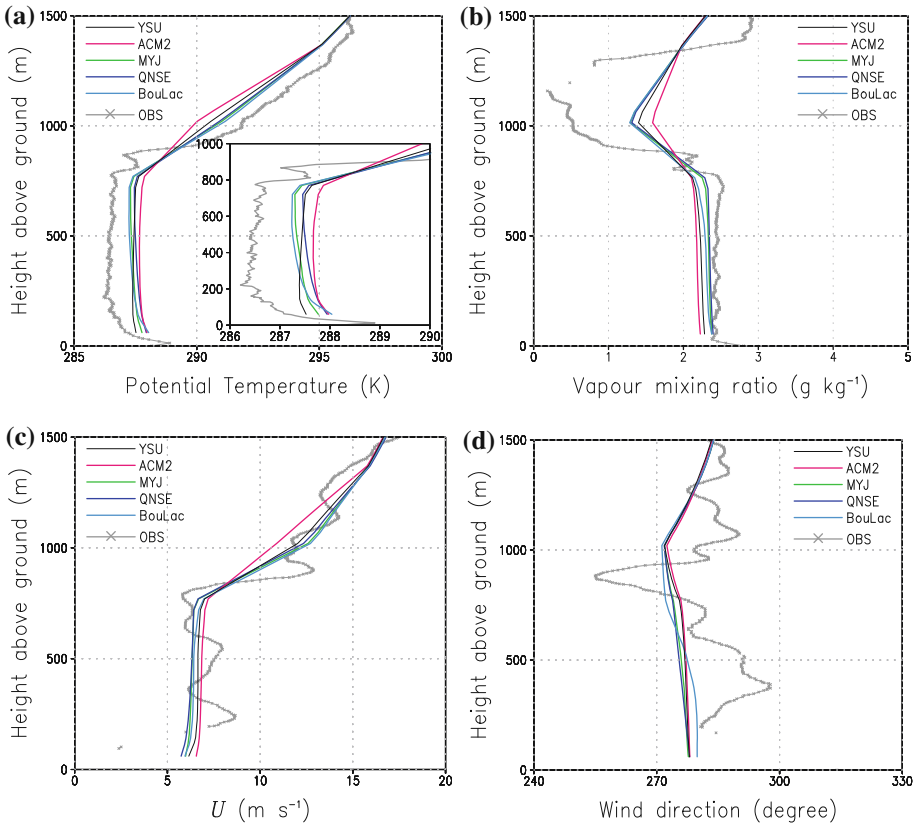 (a)
1500
1000
500
0
Height above ground (m)
YSU
ACM2
MYJ
QNSE
BouLac
OBS
1000
800
600
400
200
0
286
287
288
289
290
285
290
295
300
Potential Temperature (K)
(b)
1500
1000
500
0
Height above ground (m)
YSU
ACM2
MYJ
QNSE
BouLac
OBS
0
1
2
3
4
5
Vapour mixing ratio (g kg⁻¹)
(c)
1500
1000
500
0
Height above ground (m)
YSU
ACM2
MYJ
QNSE
BouLac
OBS
0
5
10
15
20
U (m s⁻¹)
(d)
1500
1000
500
0
Height above ground (m)
YSU
ACM2
MYJ
QNSE
BouLac
OBS
240
270
300
330
Wind direction (degree)